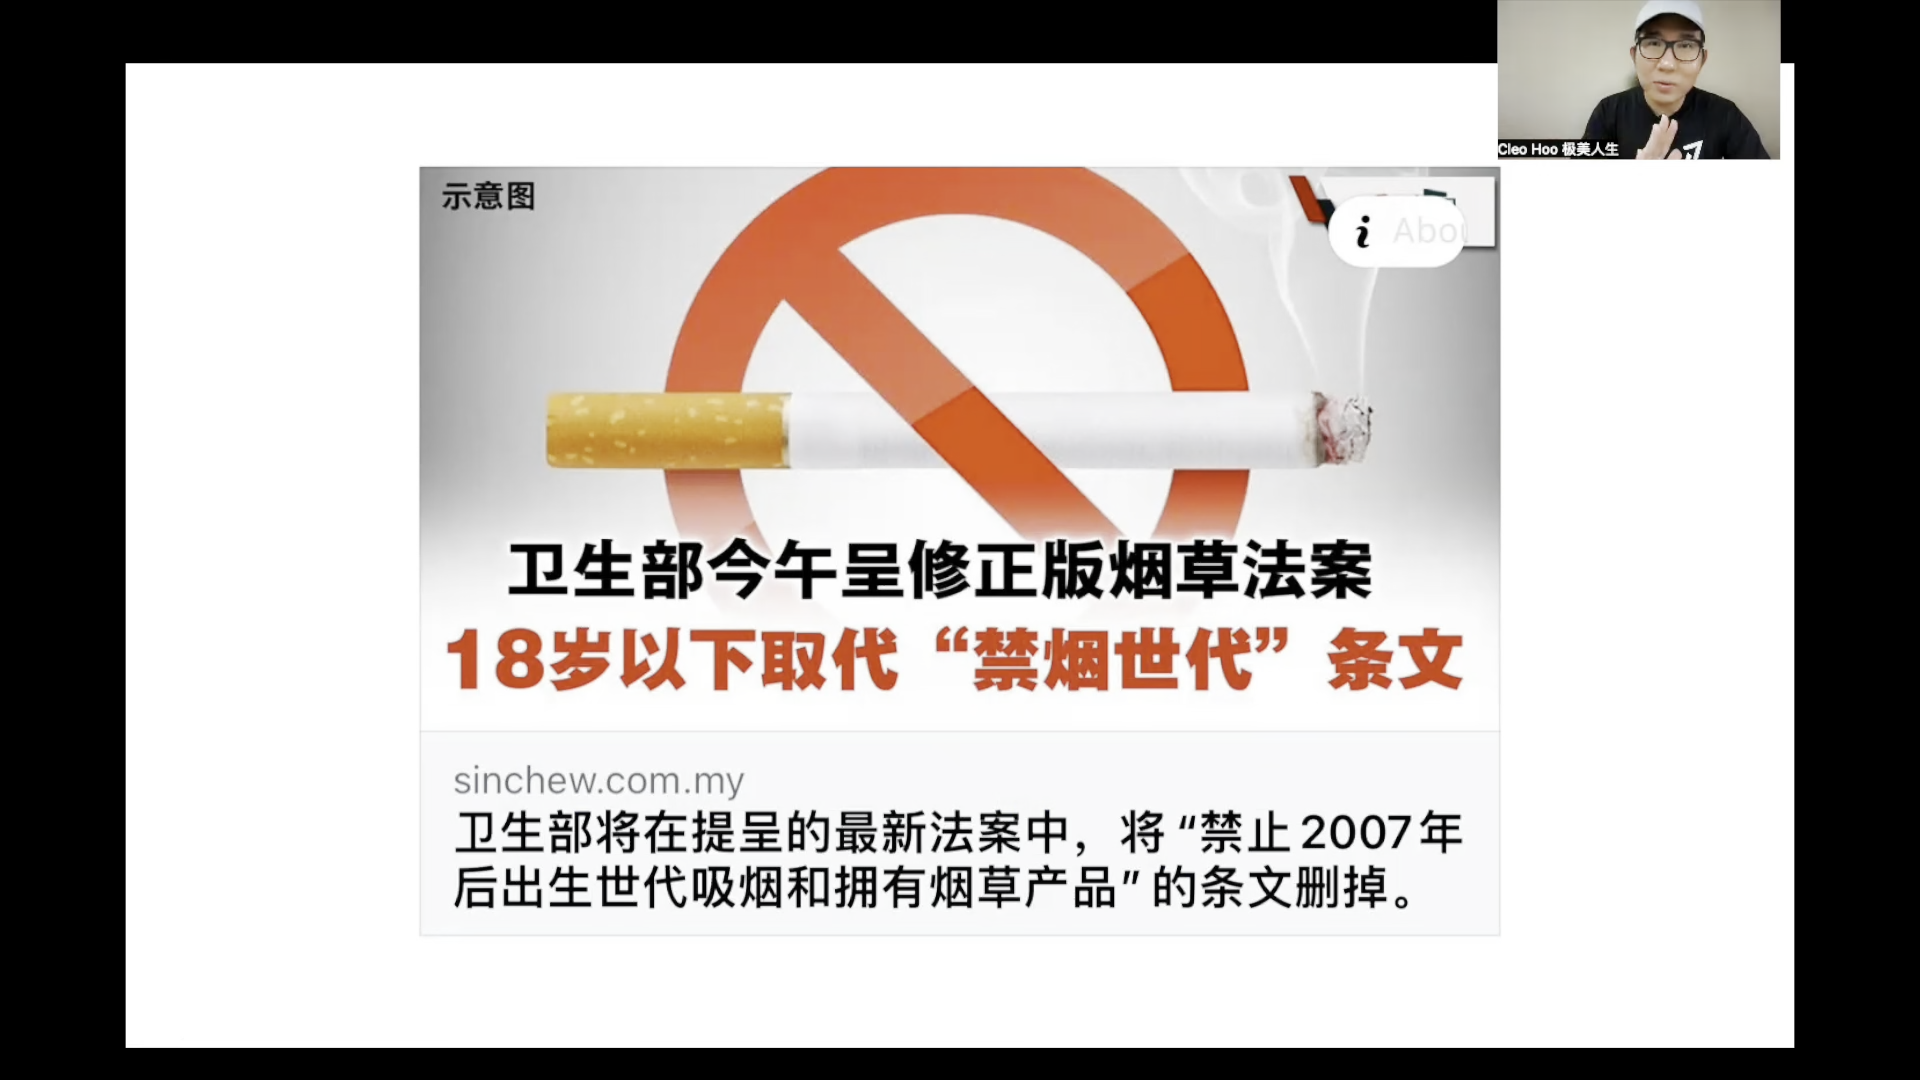 Cleo Hoo 极美人生
示意图
i Abo
卫生部今午呈修正版烟草法案
18岁以下取代“禁烟世代”条文
sinchew.com.my
卫生部将在提呈的最新法案中，将“禁止2007年
后出生世代吸烟和拥有烟草产品”的条文删掉。